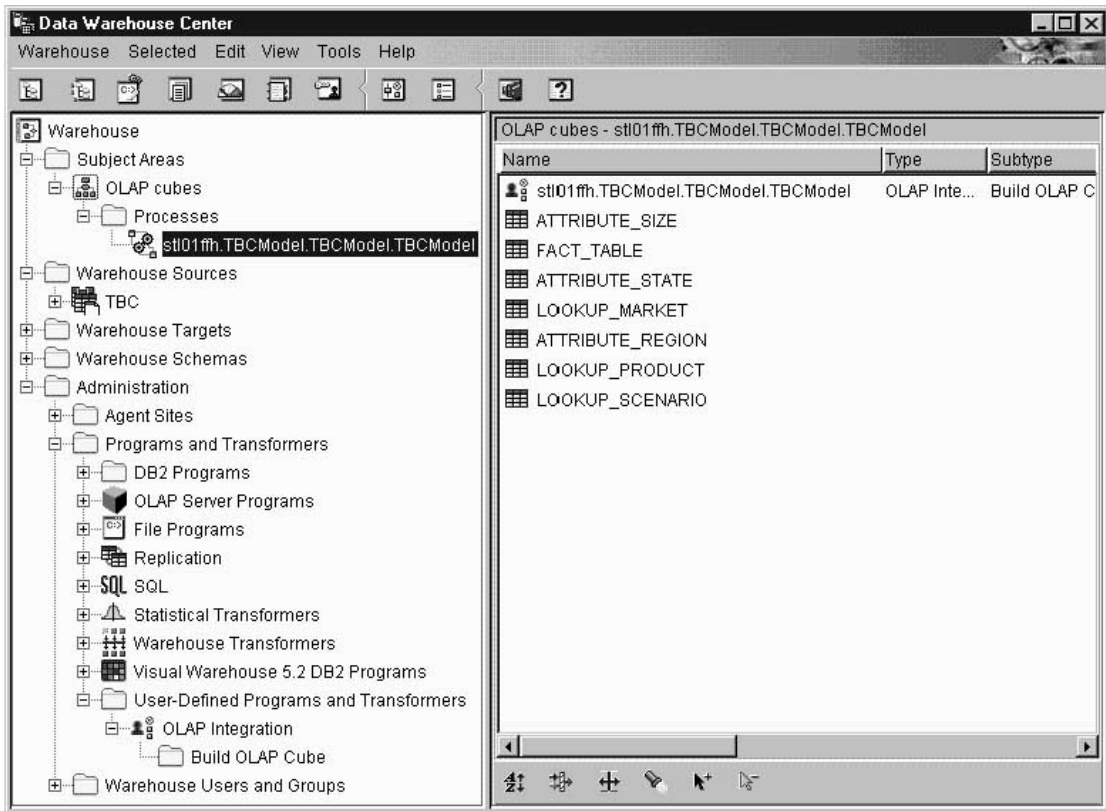 Data Warehouse Center
Warehouse Selected Edit View Tools Help
Warehouse
Subject Areas
OLAP cubes
Processes
stl01ffh.TBCModel.TBCModel.TBCModel
Warehouse Sources
TBC
Warehouse Targets
Warehouse Schemas
Administration
Agent Sites
Programs and Transformers
DB2 Programs
OLAP Server Programs
File Programs
Replication
SQL SQL
Statistical Transformers
Warehouse Transformers
Visual Warehouse 5.2 DB2 Programs
User-Defined Programs and Transformers
OLAP Integration
Build OLAP Cube
Warehouse Users and Groups
OLAP cubes - stl01ffh.TBCModel.TBCModel.TBCModel
Name Type Subtype
stl01ffh.TBCModel.TBCModel.TBCModel OLAP Inte... Build OLAP C
ATTRIBUTE_SIZE
FACT_TABLE
ATTRIBUTE_STATE
LOOKUP_MARKET
ATTRIBUTE_REGION
LOOKUP_PRODUCT
LOOKUP_SCENARIO